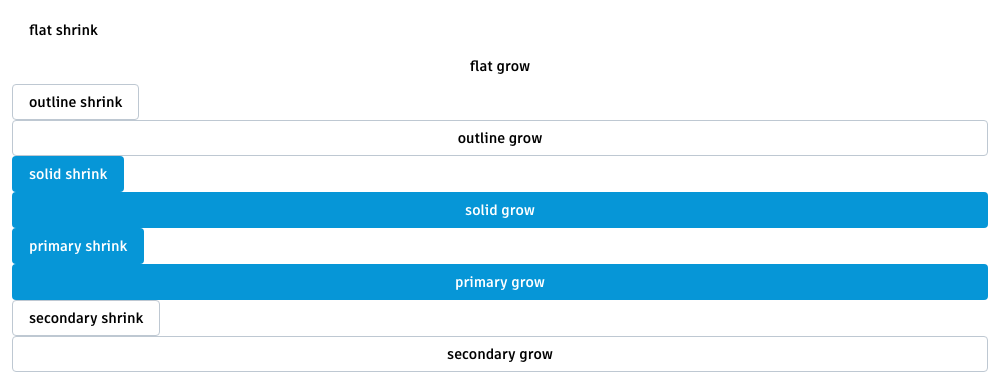 flat shrink
flat grow
outline shrink
outline grow
solid shrink
solid grow
primary shrink
primary grow
secondary shrink
secondary grow